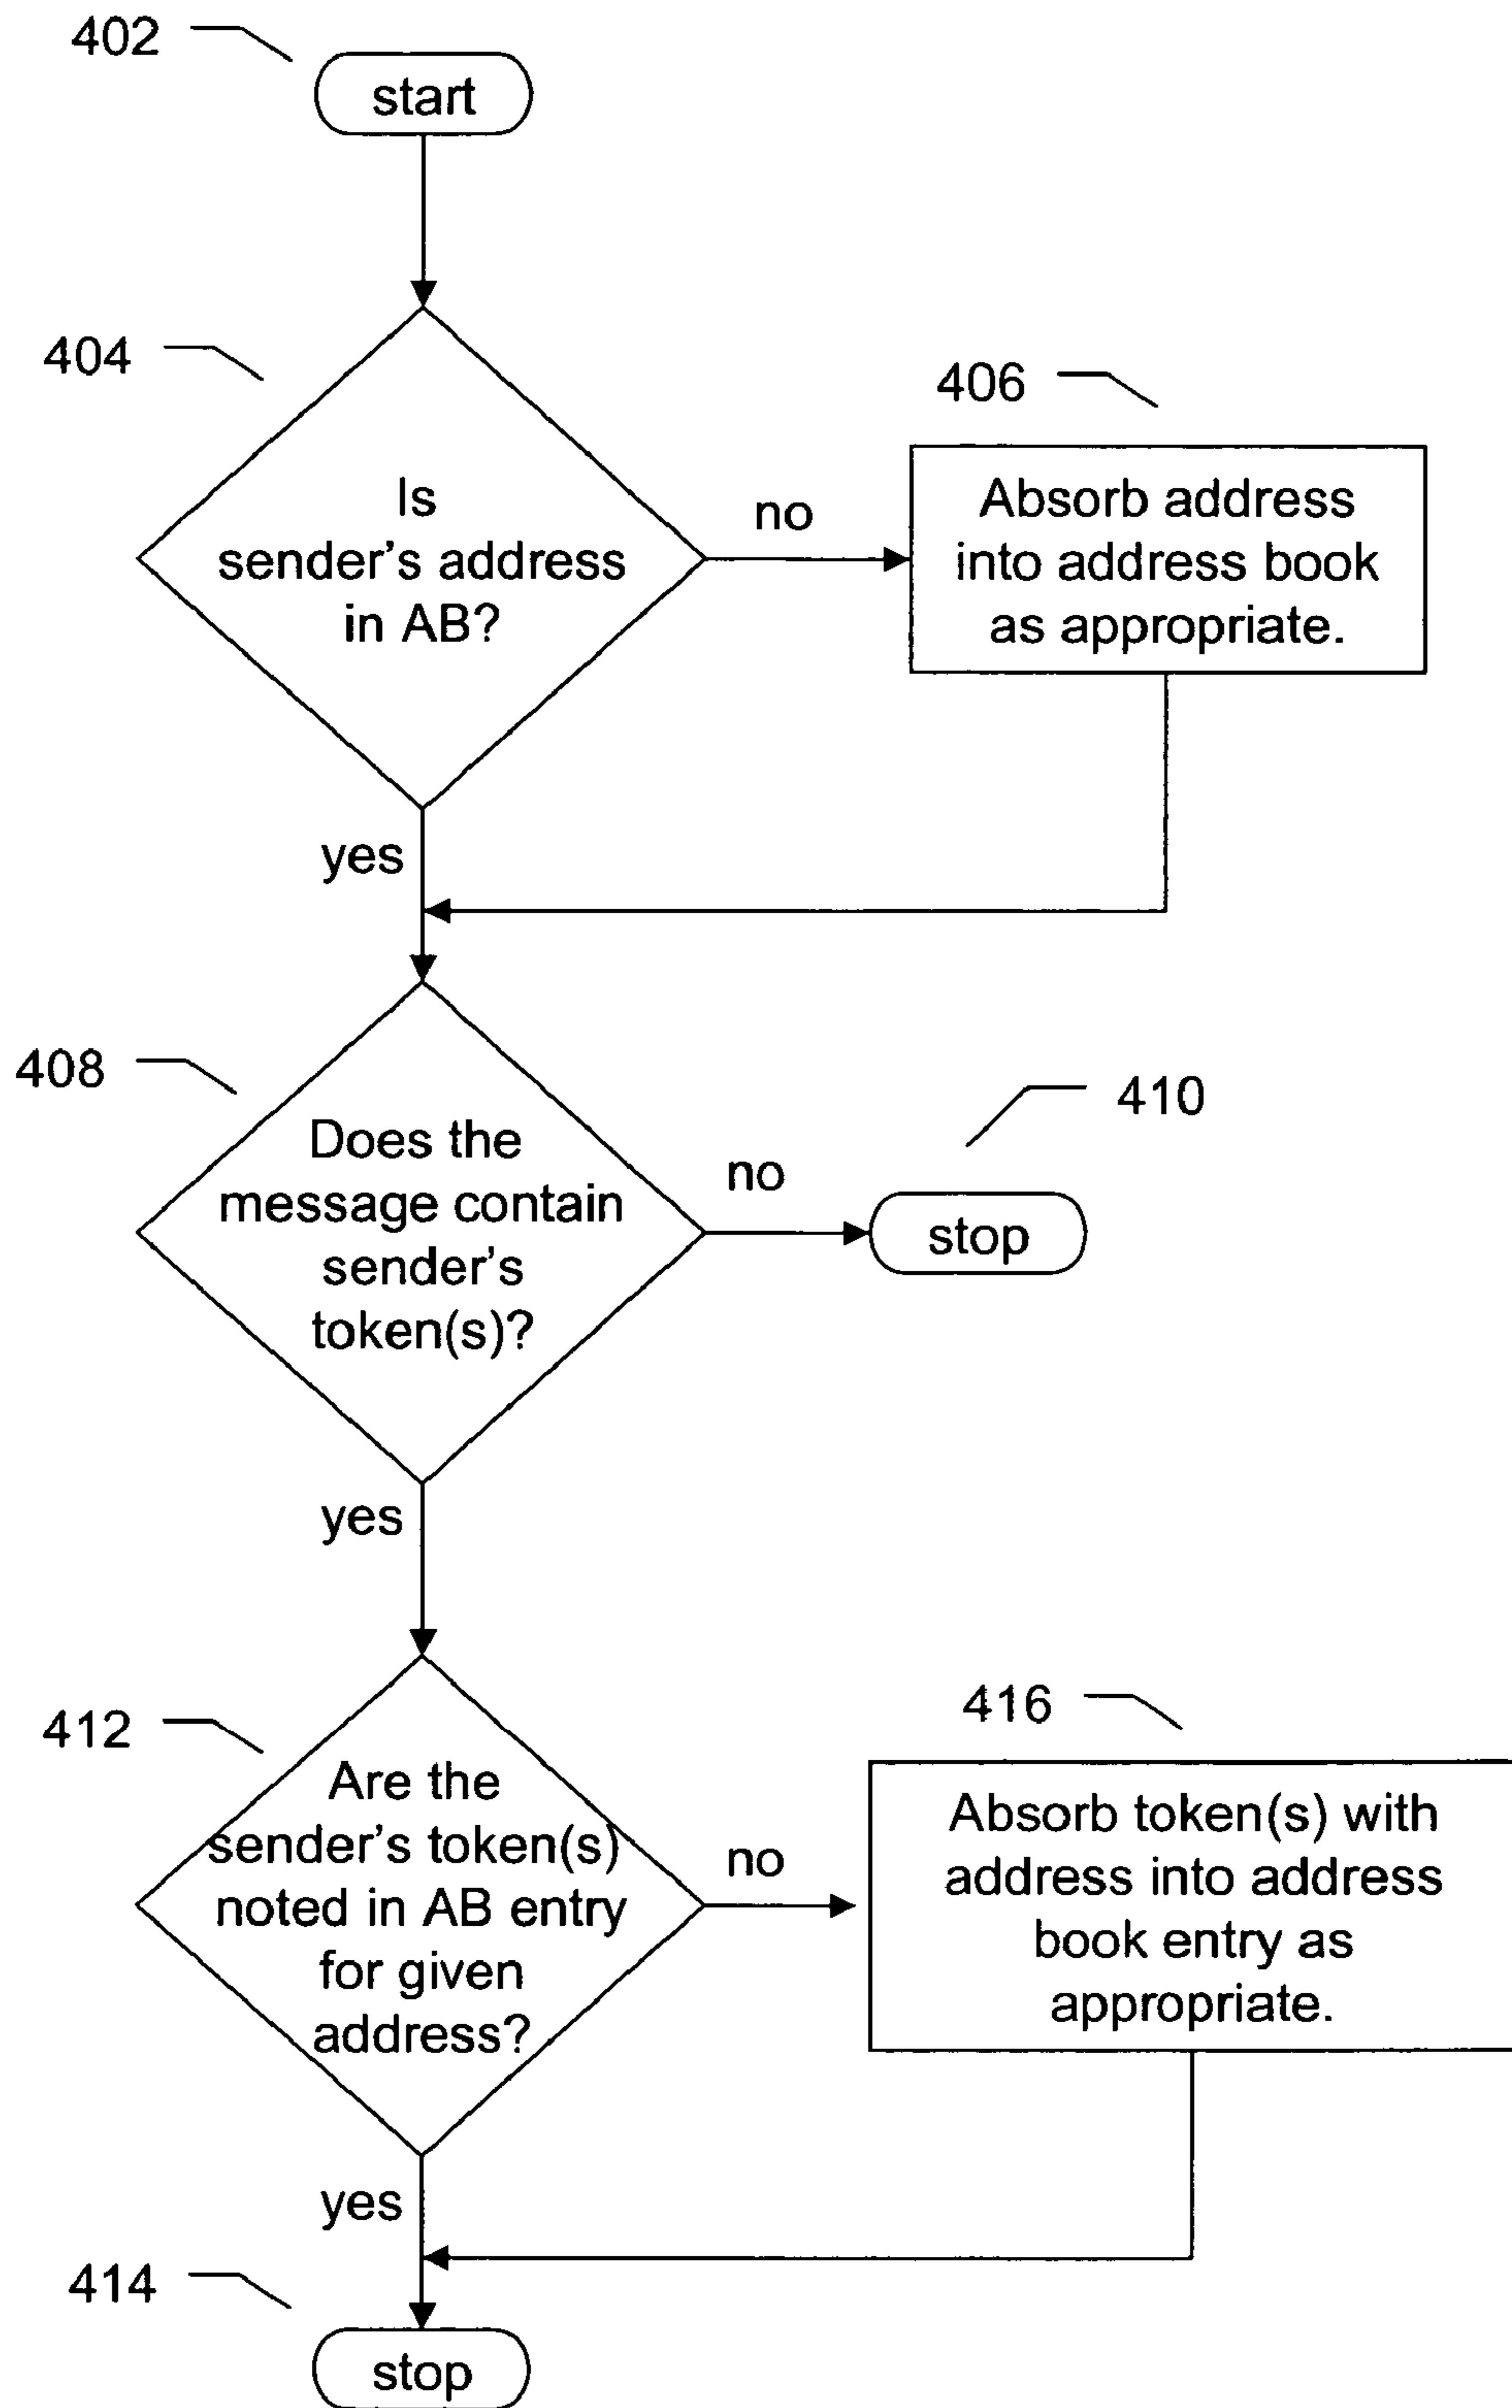 402
start
404
Is
sender's address
in AB?
no
406
Absorb address
into address book
as appropriate.
yes
408
Does the
message contain
sender's
token(s)?
no
410
stop
yes
412
Are the
sender's token(s)
noted in AB entry
for given
address?
no
416
Absorb token(s) with
address into address
book entry as
appropriate.
yes
414
stop